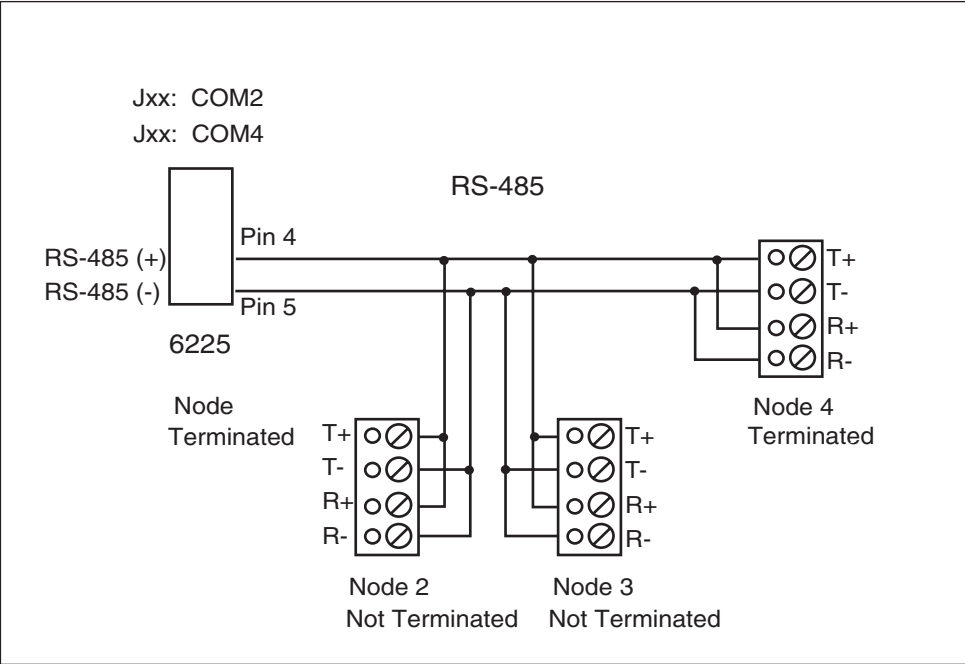 Jxx: COM2
Jxx: COM4
RS-485
Pin 4
RS-485 (+)
RS-485 (-)
Pin 5
6225
Node
Terminated
T+
T-
R+
R-
Node 4
Terminated
T+
T-
R+
R-
Node 2
Not Terminated
T+
T-
R+
R-
Node 3
Not Terminated